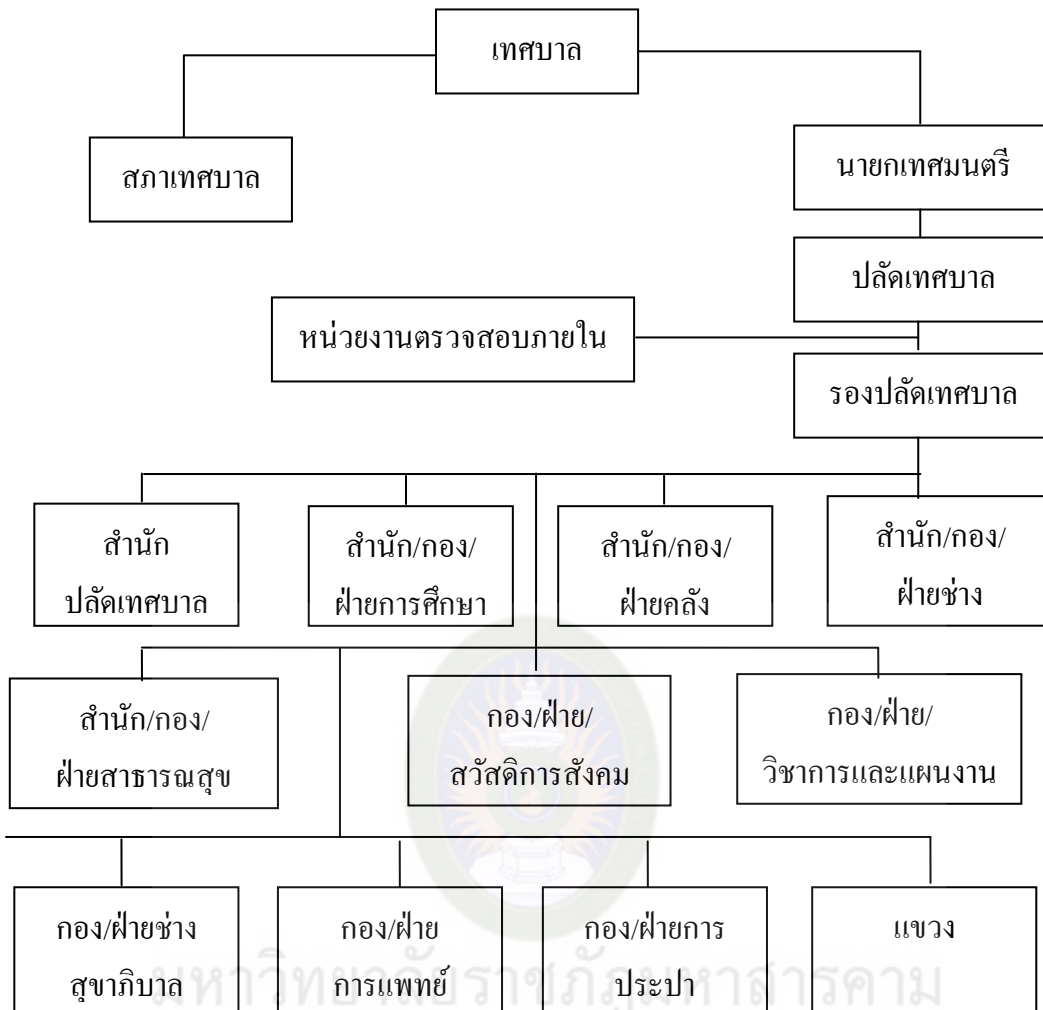 เทศบาล
สภาเทศบาล
นายกเทศมนตรี
ปลัดเทศบาล
หน่วยงานตรวจสอบภายใน
รองปลัดเทศบาล
สำนัก
ปลัดเทศบาล
สำนัก/กอง/
ฝ่ายการศึกษา
สำนัก/กอง/
ฝ่ายคลัง
สำนัก/กอง/
ฝ่ายช่าง
สำนัก/กอง/
ฝ่ายสาธารณสุข
กอง/ฝ่าย/
สวัสดิการสังคม
กอง/ฝ่าย/
วิชาการและแผนงาน
กอง/ฝ่ายช่าง
สุขาภิบาล
กอง/ฝ่าย
การแพทย์
กอง/ฝ่ายการ
ประปา
แขวง
มหาวิทยาลัยราชภัฏมหาสารคาม